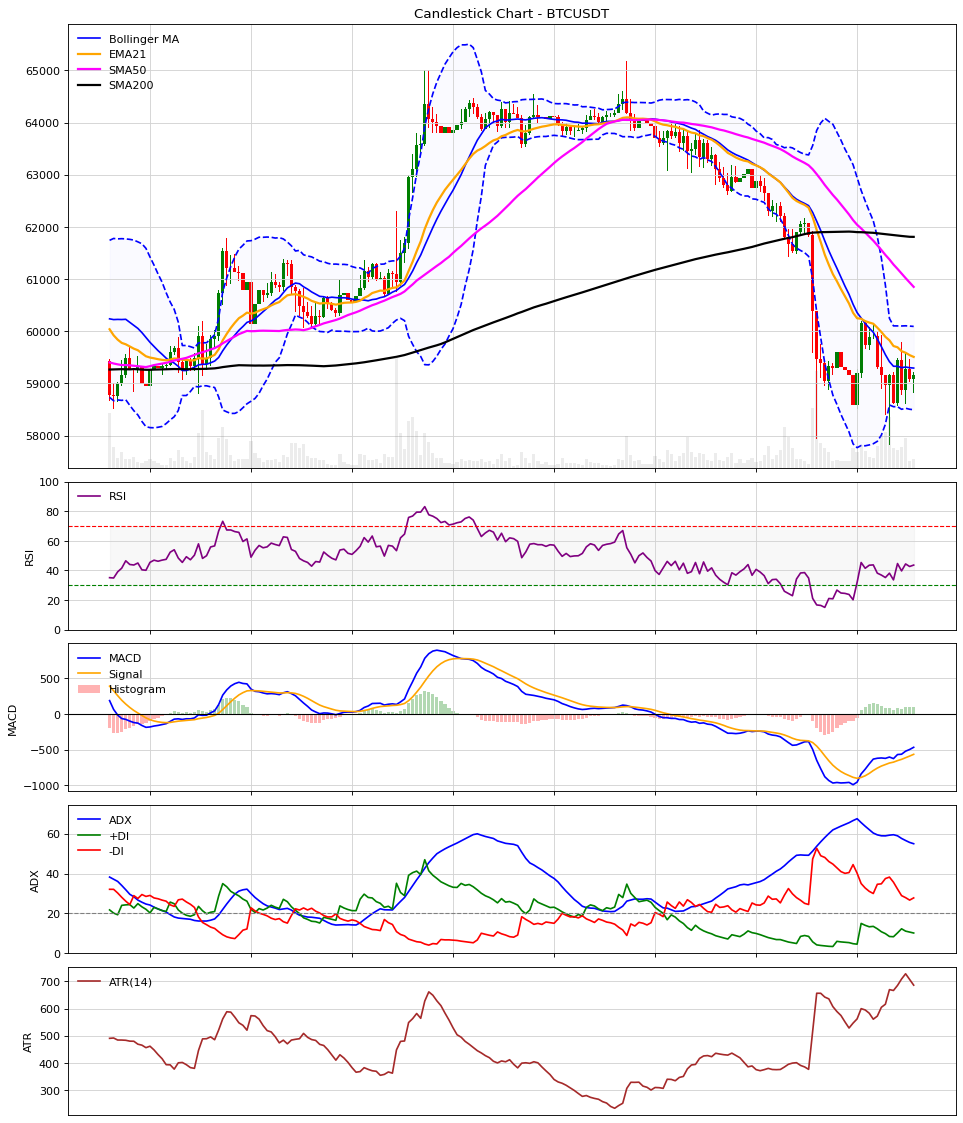 Candlestick Chart - BTCUSDT
Bollinger MA
EMA21
SMA50
SMA200
65000
64000
63000
62000
61000
60000
59000
58000
RSI
RSI
100
80
60
40
20
0
MACD
Signal
Histogram
MACD
500
0
−500
−1000
ADX
+DI
-DI
ADX
60
40
20
0
ATR(14)
ATR
700
600
500
400
300